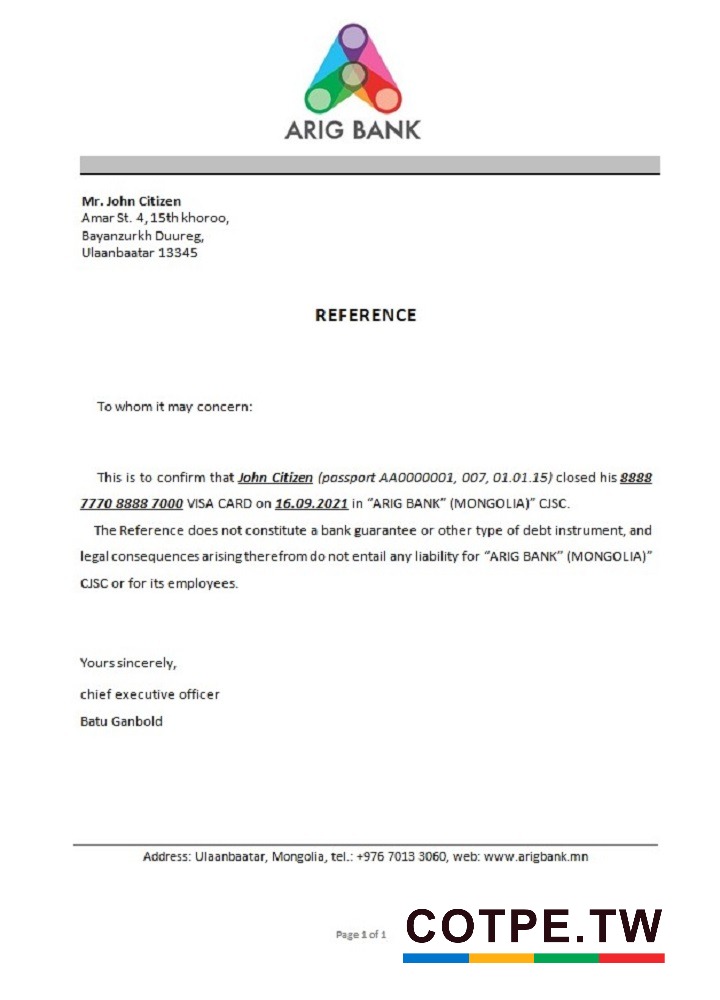 ARIG BANK
Mr. John Citizen
Amar St. 4, 15th khoroo,
Bayanzurkh Duureg,
Ulaanbaatar 13345
REFERENCE
To whom it may concern:
This is to confirm that John Citizen (passport AA0000001, 007, 01.01.15) closed his 8888
7770 8888 7000 VISA CARD on 16.09.2021 in “ARIG BANK” (MONGOLIA)” CJSC.
The Reference does not constitute a bank guarantee or other type of debt instrument, and
legal consequences arising therefrom do not entail any liability for “ARIG BANK” (MONGOLIA)”
CJSC or for its employees.
Yours sincerely,
chief executive officer
Batu Ganbold
Address: Ulaanbaatar, Mongolia, tel.: +976 7013 3060, web: www.arigbank.mn
Page 1 of 1
COTPE.TW